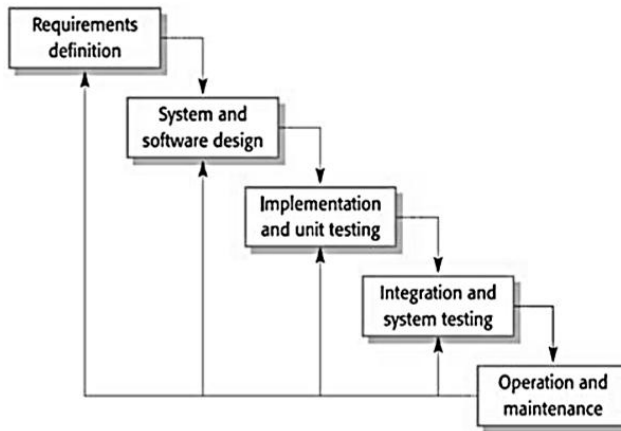 Requirements
definition
System and
software design
Implementation
and unit testing
Integration and
system testing
Operation and
maintenance